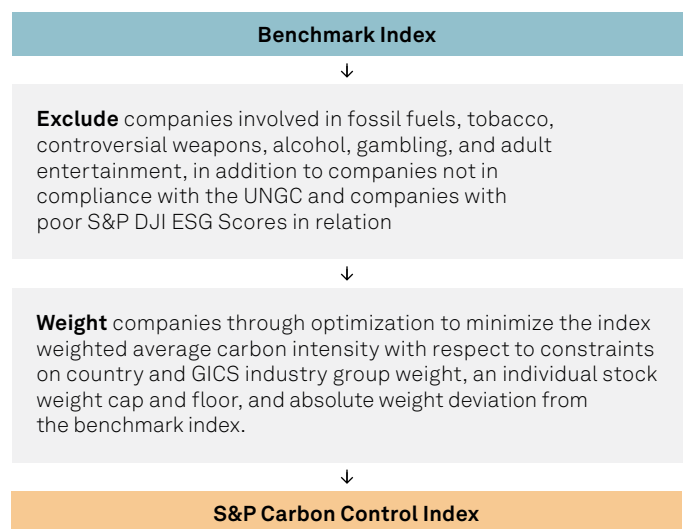 Benchmark Index
Exclude companies involved in fossil fuels, tobacco,
controversial weapons, alcohol, gambling, and adult
entertainment, in addition to companies not in
compliance with the UNGC and companies with
poor S&P DJI ESG Scores in relation
Weight companies through optimization to minimize the index
weighted average carbon intensity with respect to constraints
on country and GICS industry group weight, an individual stock
weight cap and floor, and absolute weight deviation from
the benchmark index.
S&P Carbon Control Index